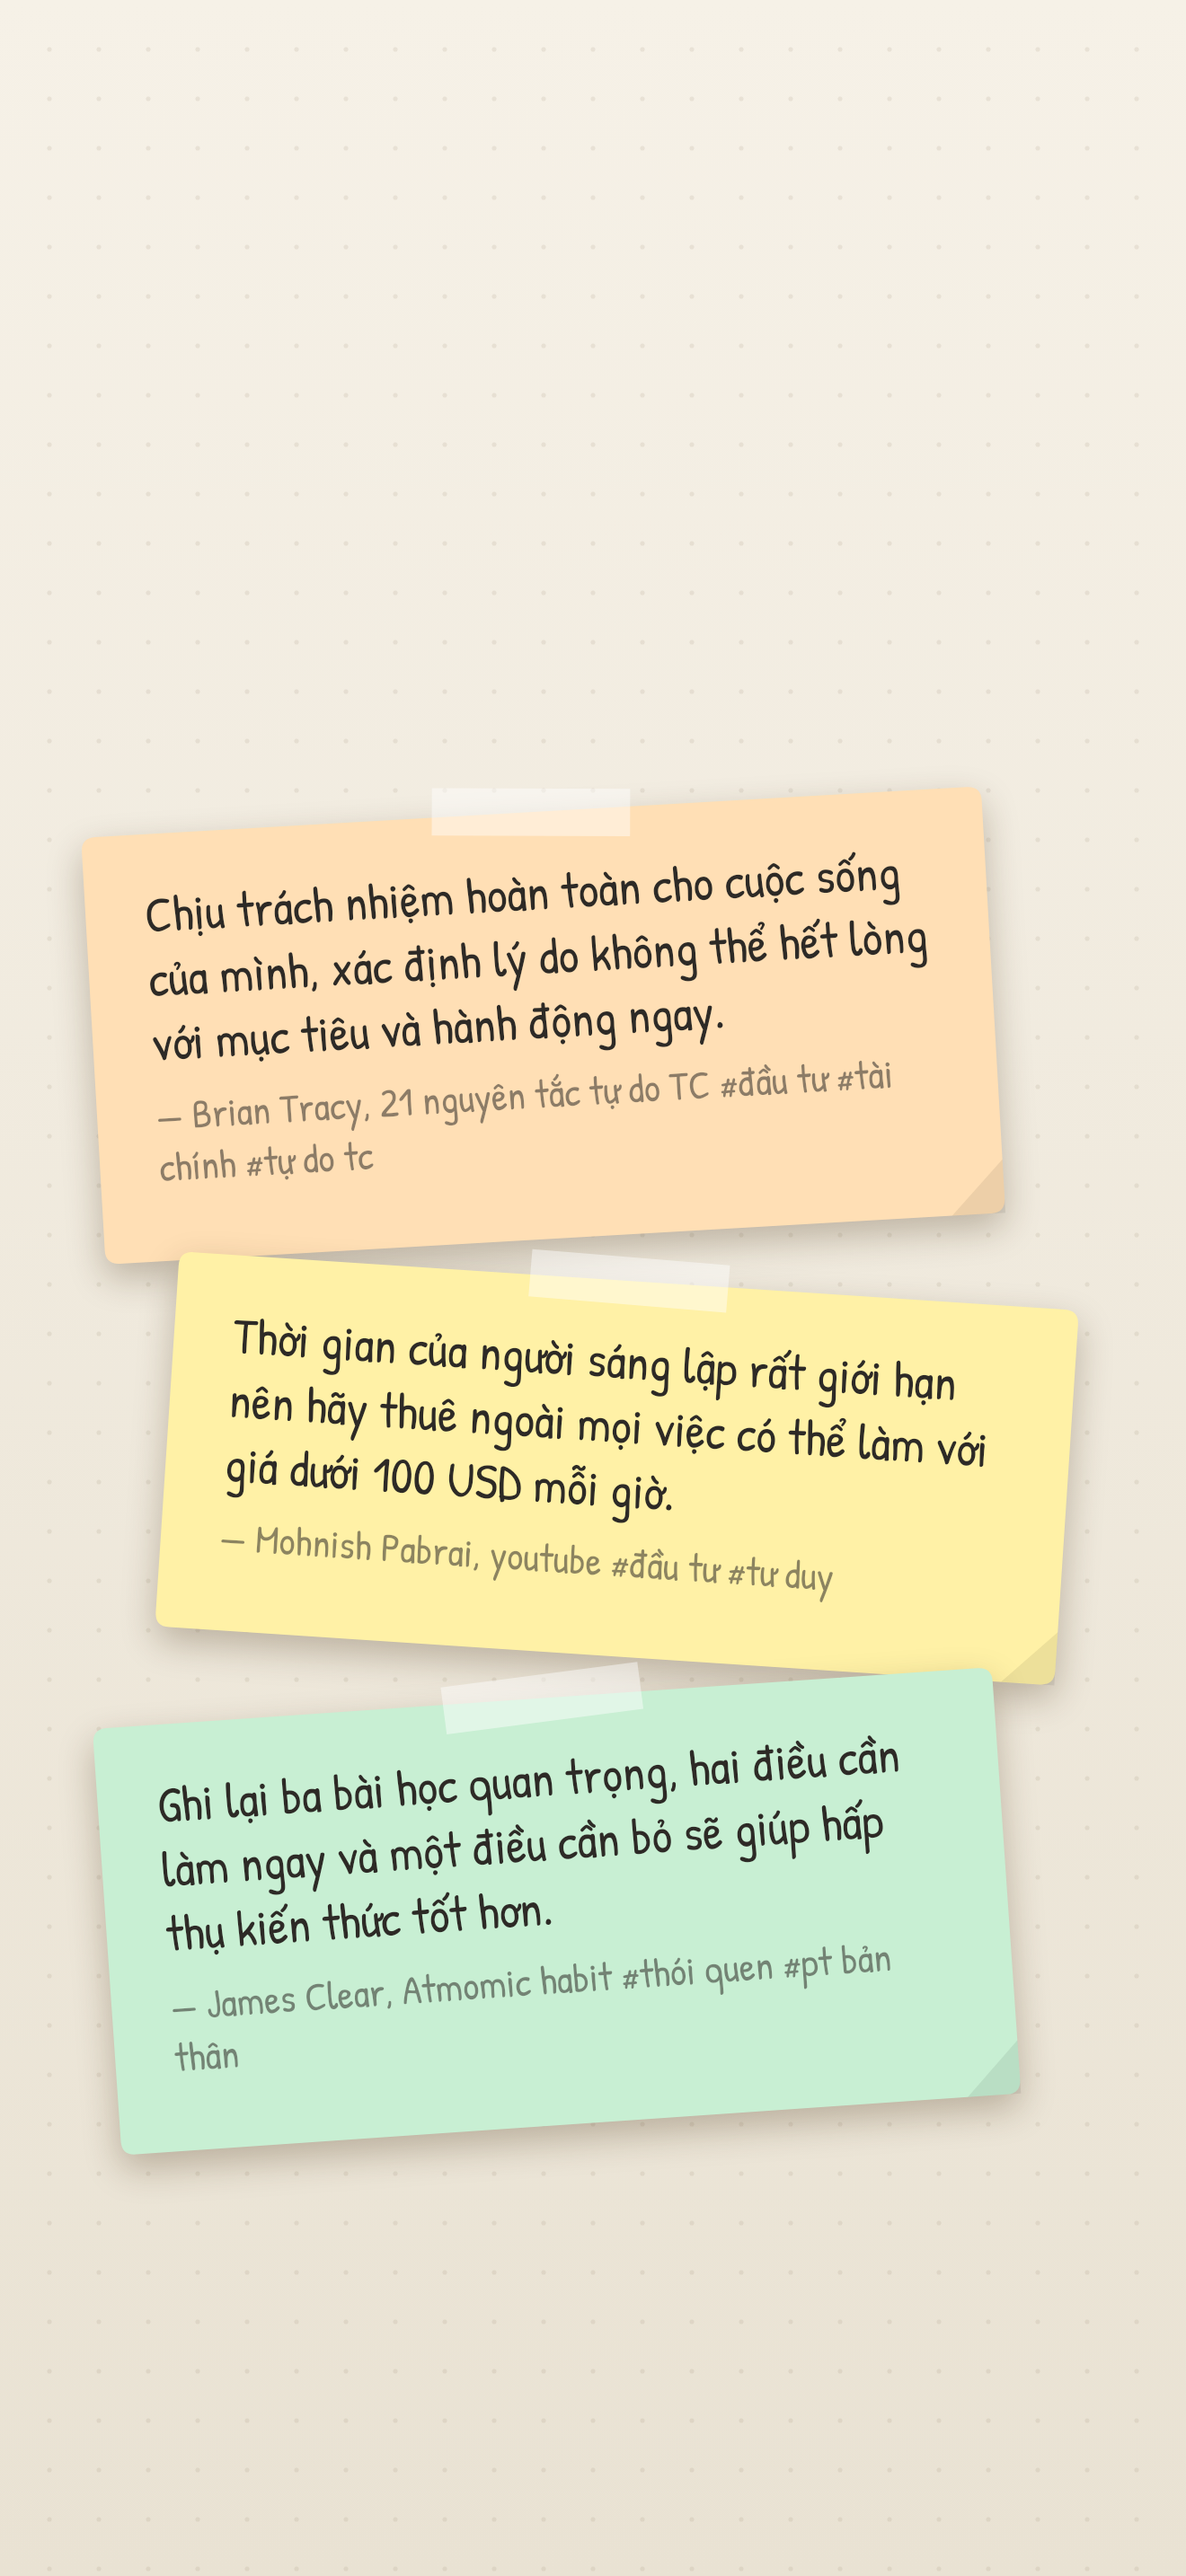 Chịu trách nhiệm hoàn toàn cho cuộc sống
của mình, xác định lý do không thể hết lòng
với mục tiêu và hành động ngay.
— Brian Tracy, 21 nguyên tắc tự do TC #đầu tư #tài
chính #tự do tc
Thời gian của người sáng lập rất giới hạn
nên hãy thuê ngoài mọi việc có thể làm với
giá dưới 100 USD mỗi giờ.
— Mohnish Pabrai, youtube #đầu tư #tư duy
Ghi lại ba bài học quan trọng, hai điều cần
làm ngay và một điều cần bỏ sẽ giúp hấp
thụ kiến thức tốt hơn.
— James Clear, Atmomic habit #thói quen #pt bản
thân